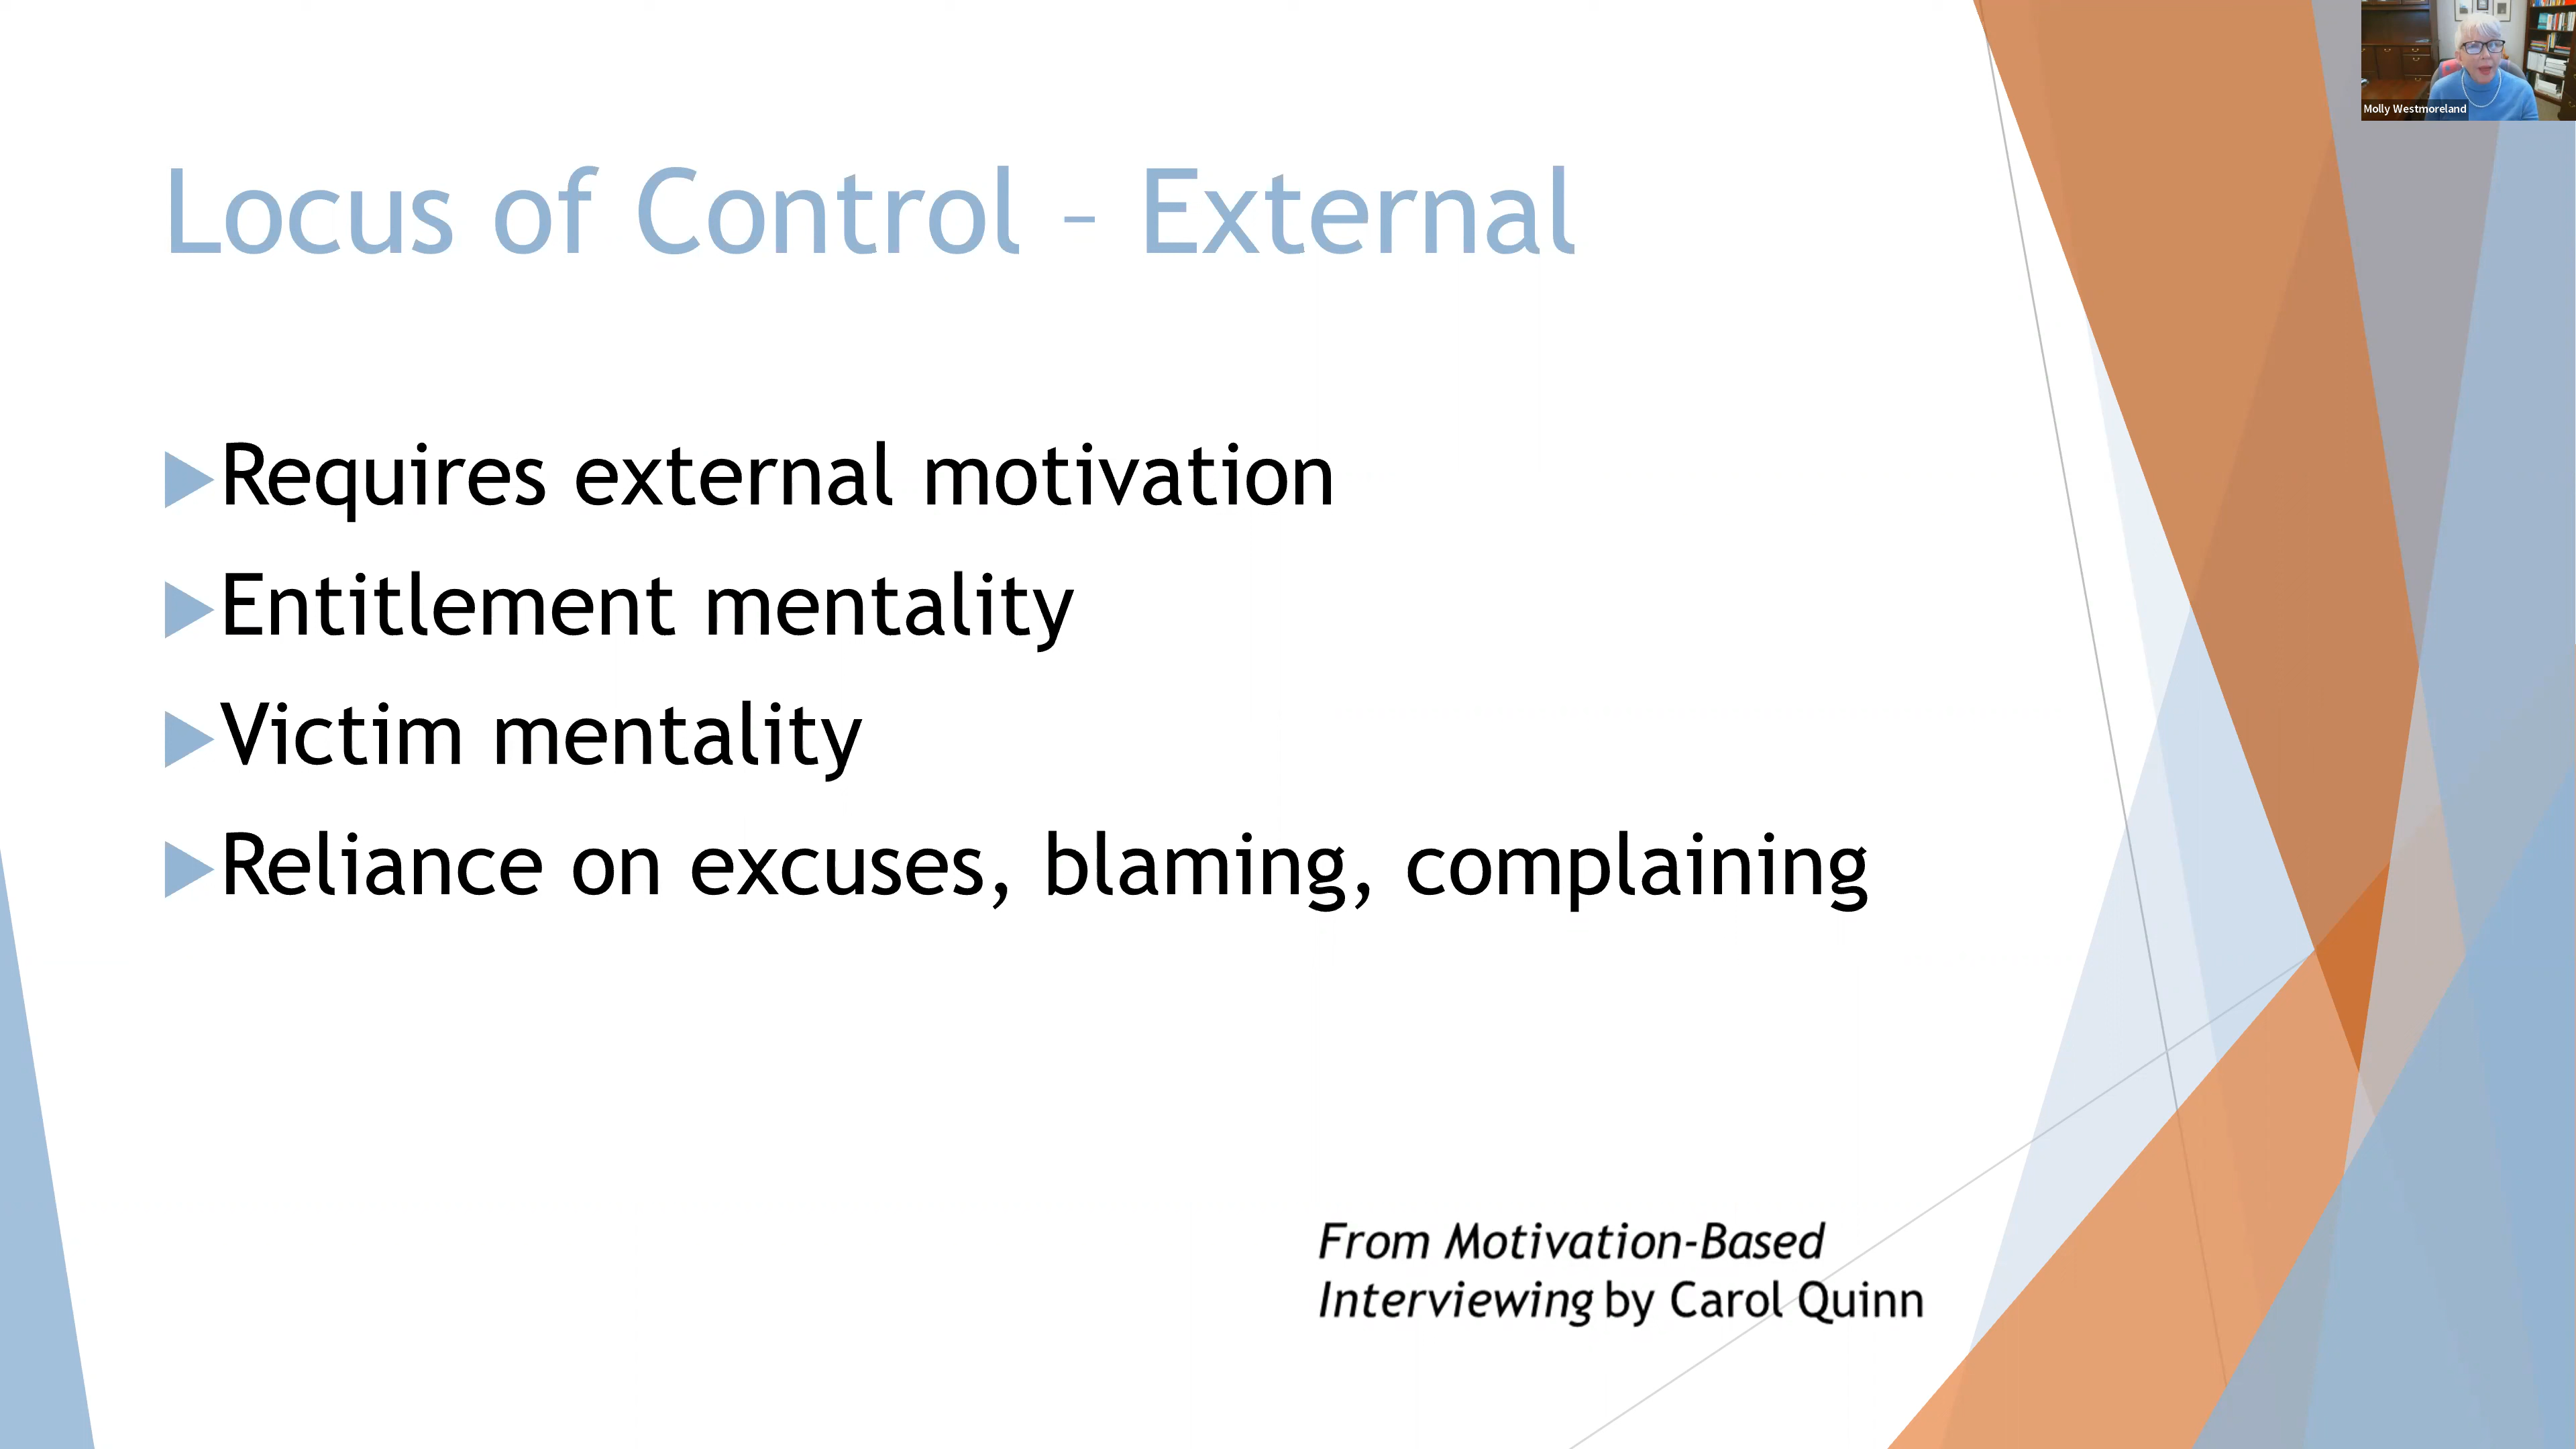 Molly Westmoreland
Locus of Control – External
Requires external motivation
Entitlement mentality
Victim mentality
Reliance on excuses, blaming, complaining
From Motivation-Based
Interviewing by Carol Quinn